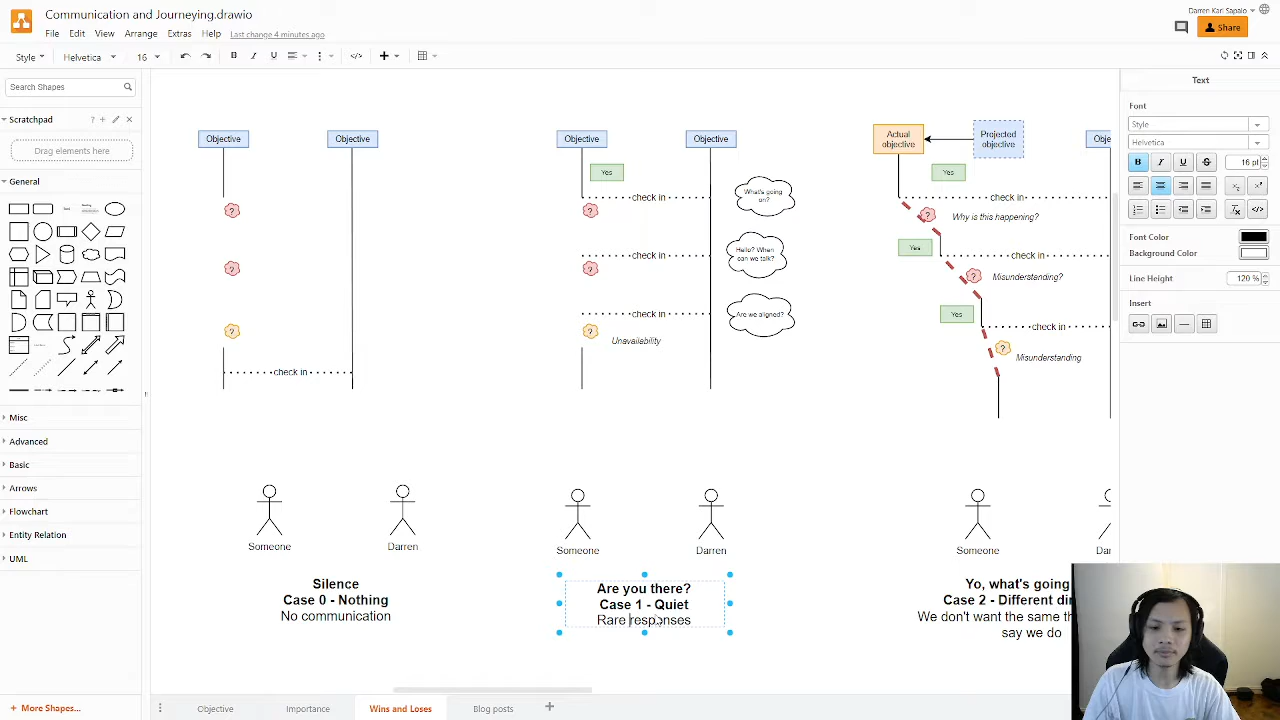 Communication and Journeying.drawio
Darren Karl Sapalo
File Edit View Arrange Extras Help Last change 4 minutes ago
Share
Style Helvetica 16
Search Shapes
Scratchpad
Drag elements here
General
Misc
Advanced
Basic
Arrows
Flowchart
Entity Relation
UML
More Shapes...
Objective
Objective
?
?
?
check in
Someone
Darren
Silence
Case 0 - Nothing
No communication
Objective
Objective
Yes
check in
?
What's going
on?
check in
?
Hello? When
can we talk?
check in
?
Are we aligned?
Unavailability
Someone
Darren
Are you there?
Case 1 - Quiet
Rare responses
Actual
objective
Projected
objective
Yes
check in
?
Why is this happening?
Yes
check in
?
Misunderstanding?
Yes
check in
?
Misunderstanding
Someone
Yo, what's going
Case 2 - Different
We don't want the same
say we do
Text
Font
Style
Helvetica
B I U S 16 pt
Font Color
Background Color
Line Height 120 %
Insert
Objective Importance Wins and Loses Blog posts